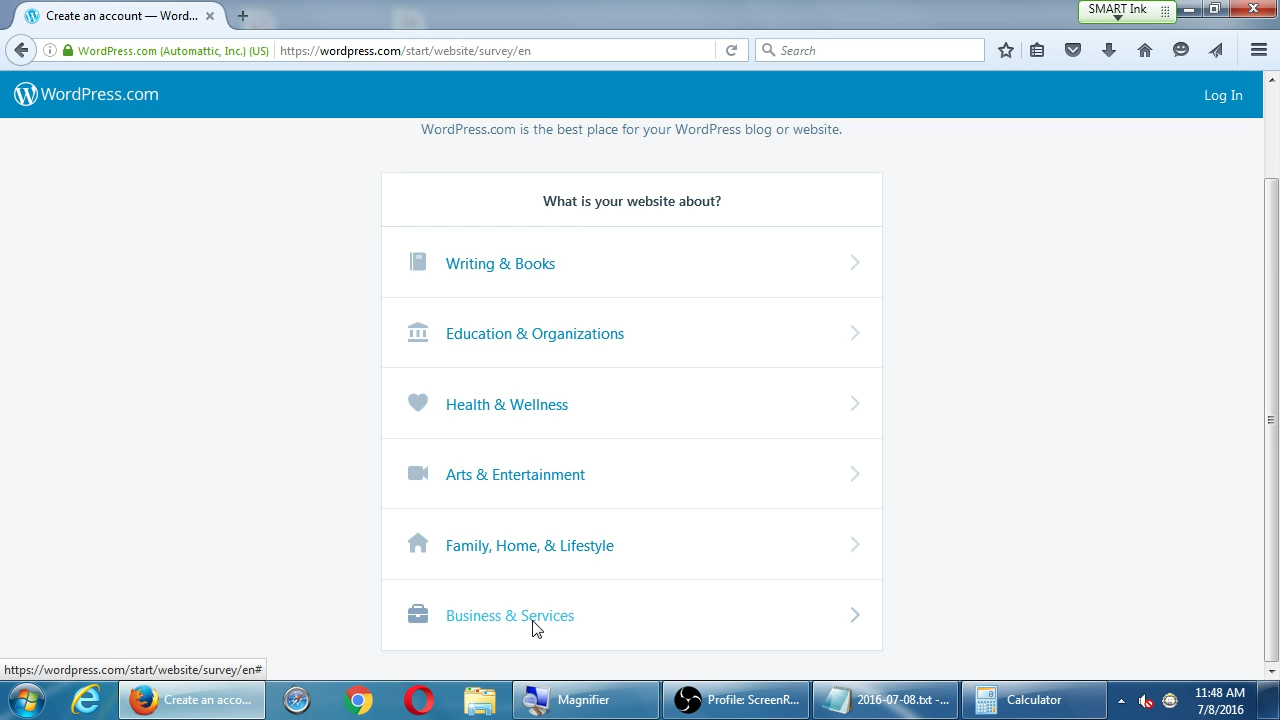 Create an account — Word...
SMART Ink
WordPress.com (Automattic, Inc.) (US)
https://wordpress.com/start/website/survey/en
Search
WordPress.com
Log In
WordPress.com is the best place for your WordPress blog or website.
What is your website about?
Writing & Books
Education & Organizations
Health & Wellness
Arts & Entertainment
Family, Home, & Lifestyle
Business & Services
https://wordpress.com/start/website/survey/en#
Create an acco...
Magnifier
Profile: ScreenR...
2016-07-08.txt -...
Calculator
11:48 AM
7/8/2016